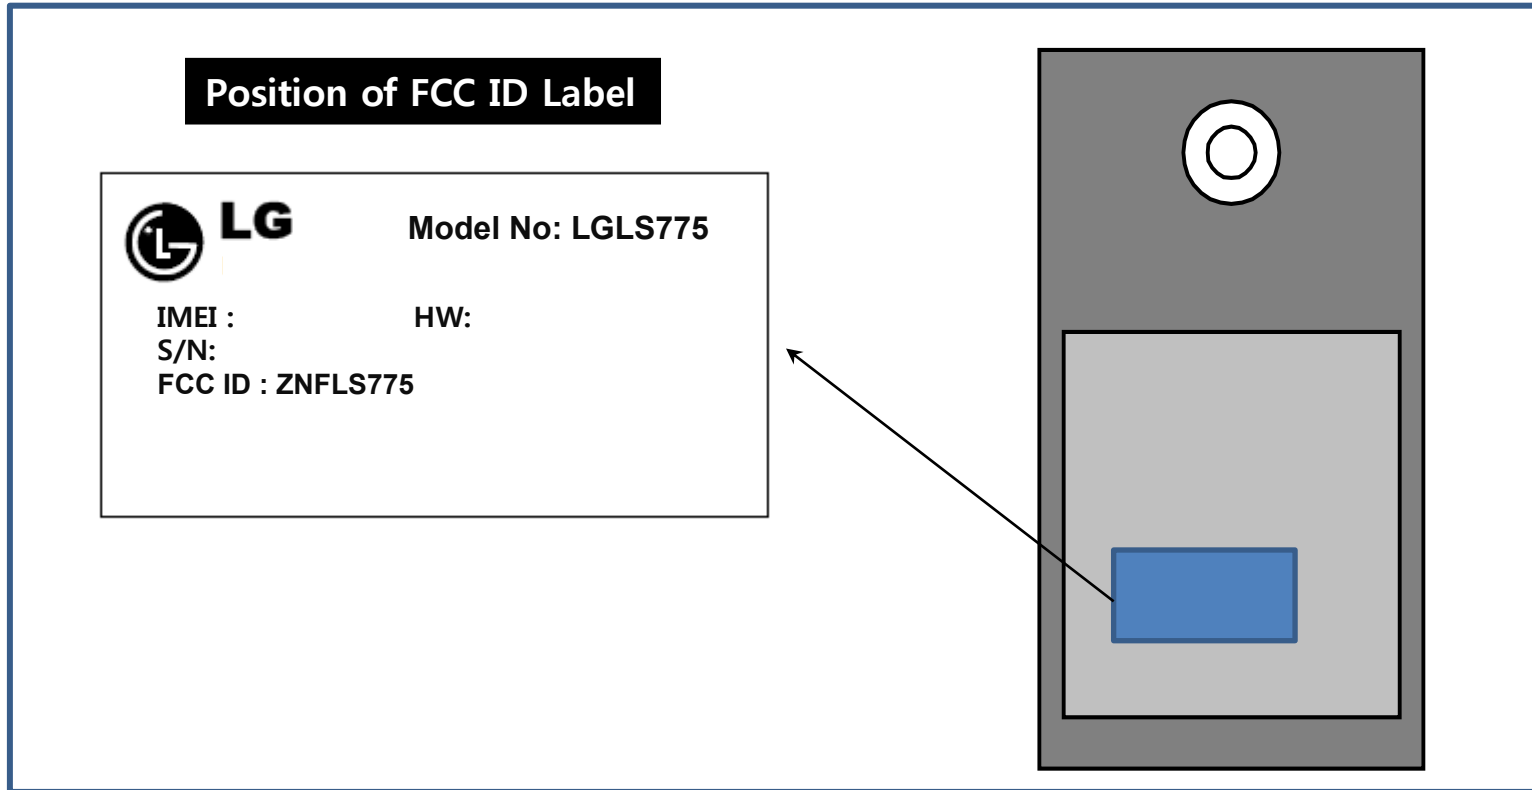 Position of FCC ID Label
LG
Model No: LGLS775
IMEI :
HW:
S/N:
FCC ID : ZNFLS775